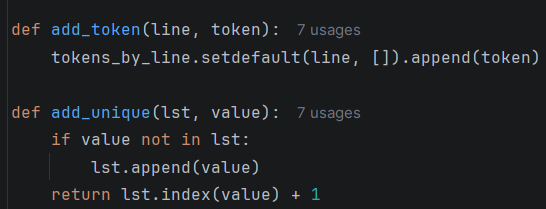 def add_token(line, token):  7 usages
    tokens_by_line.setdefault(line, []).append(token)

def add_unique(lst, value):  7 usages
    if value not in lst:
        lst.append(value)
    return lst.index(value) + 1